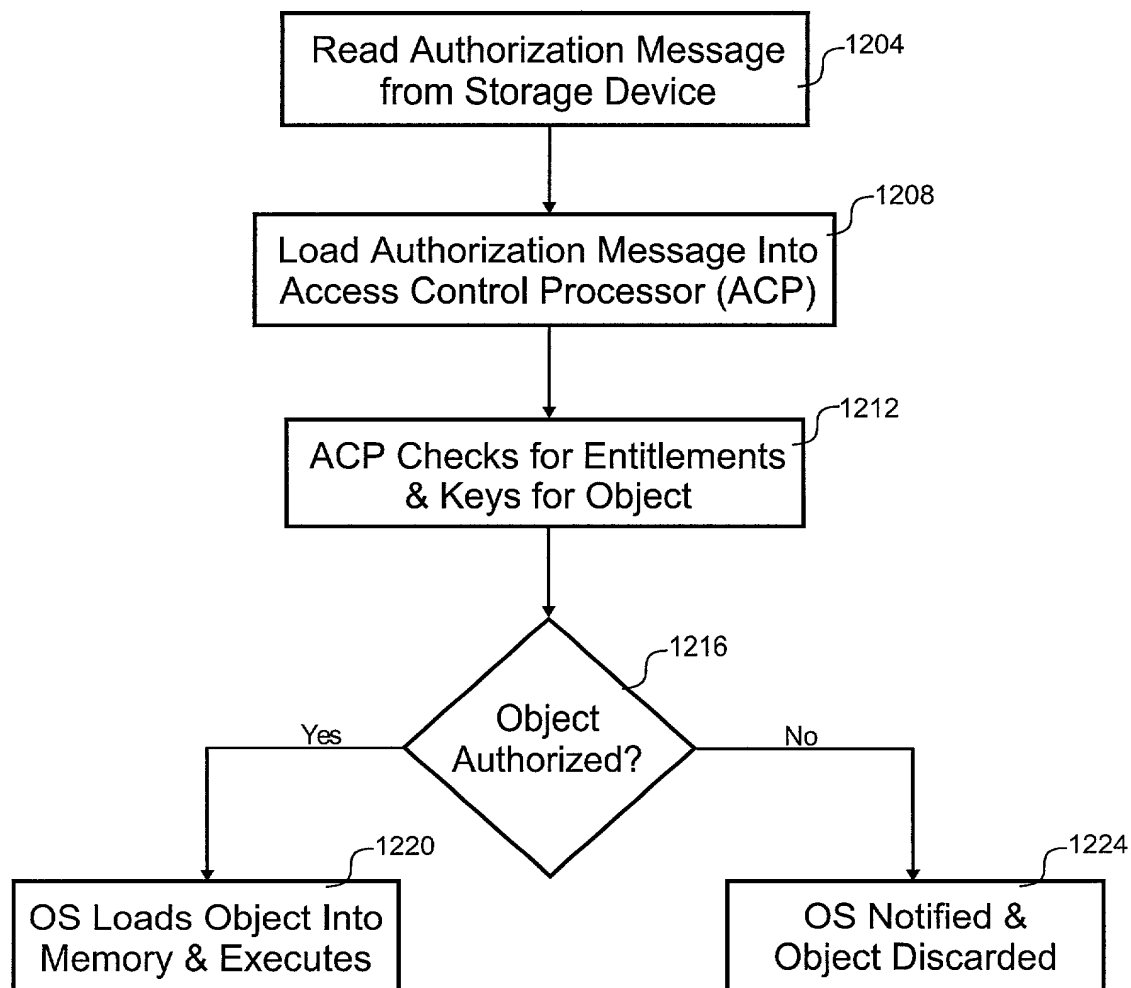 Read Authorization Message
from Storage Device
1204
Load Authorization Message Into
Access Control Processor (ACP)
1208
ACP Checks for Entitlements
& Keys for Object
1212
Object
Authorized?
1216
Yes
No
OS Loads Object Into
Memory & Executes
1220
OS Notified &
Object Discarded
1224